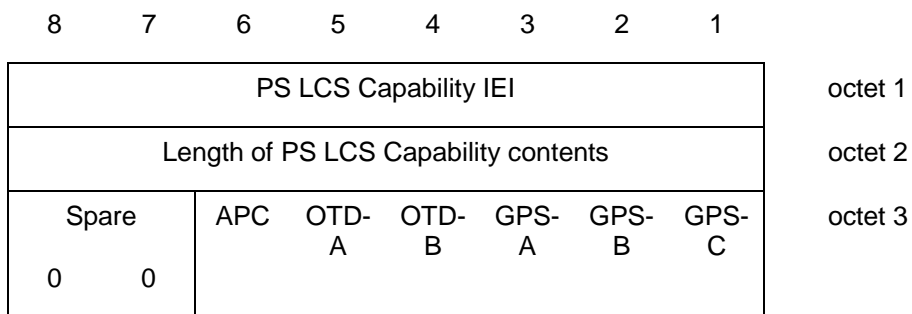 8 7 6 5 4 3 2 1
PS LCS Capability IEI octet 1
Length of PS LCS Capability contents octet 2
Spare APC OTD- OTD- GPS- GPS- GPS- octet 3
A B A B C
0 0